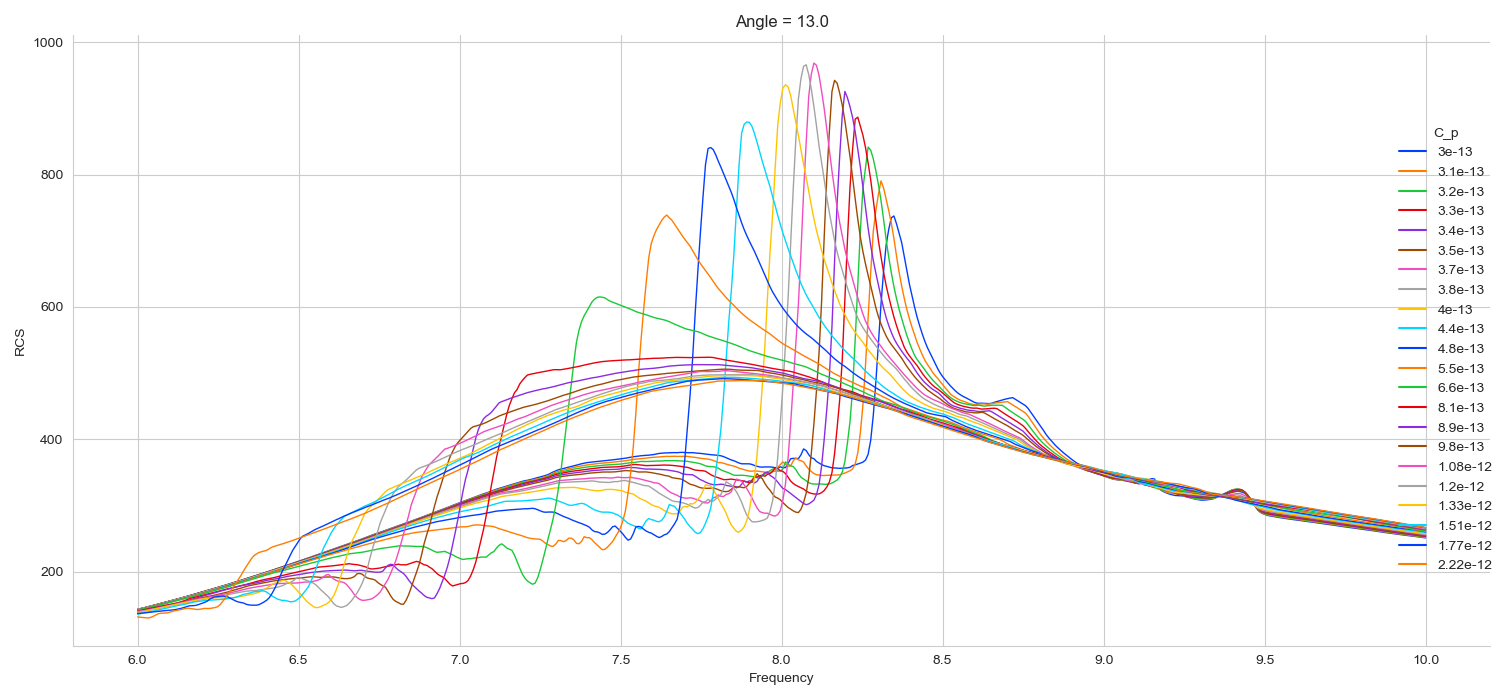 Angle = 13.0
1000
800
600
400
200
RCS
6.0
6.5
7.0
7.5
8.0
8.5
9.0
9.5
10.0
Frequency
C_p
3e-13
3.1e-13
3.2e-13
3.3e-13
3.4e-13
3.5e-13
3.7e-13
3.8e-13
4e-13
4.4e-13
4.8e-13
5.5e-13
6.6e-13
8.1e-13
8.9e-13
9.8e-13
1.08e-12
1.2e-12
1.33e-12
1.51e-12
1.77e-12
2.22e-12